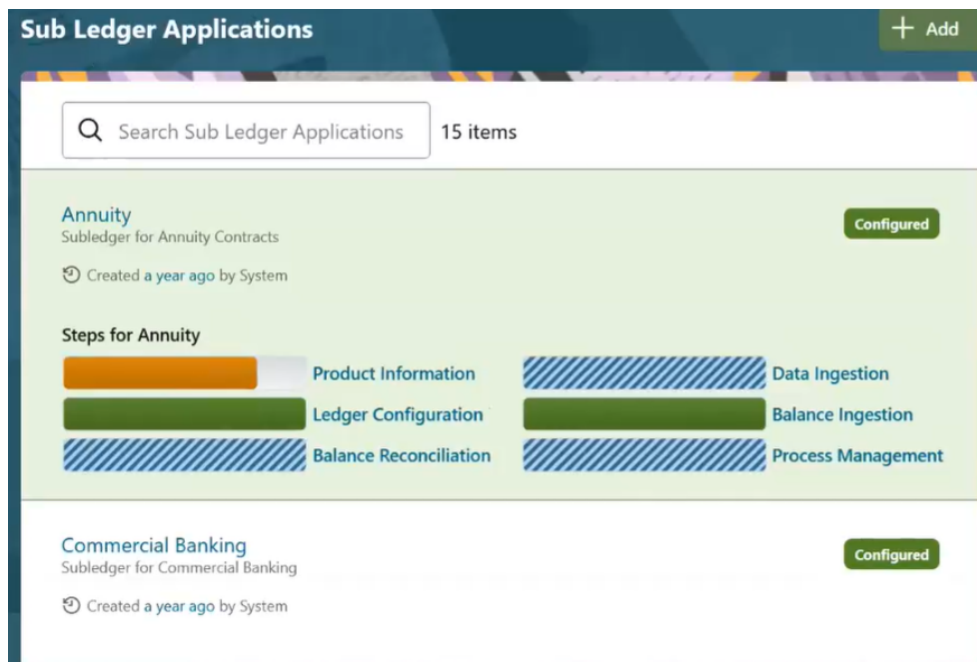 Sub Ledger Applications
+ Add
Search Sub Ledger Applications 15 items
Annuity
Configured
Subledger for Annuity Contracts
Created a year ago by System
Steps for Annuity
Product Information Data Ingestion
Ledger Configuration Balance Ingestion
Balance Reconciliation Process Management
Commercial Banking
Configured
Subledger for Commercial Banking
Created a year ago by System